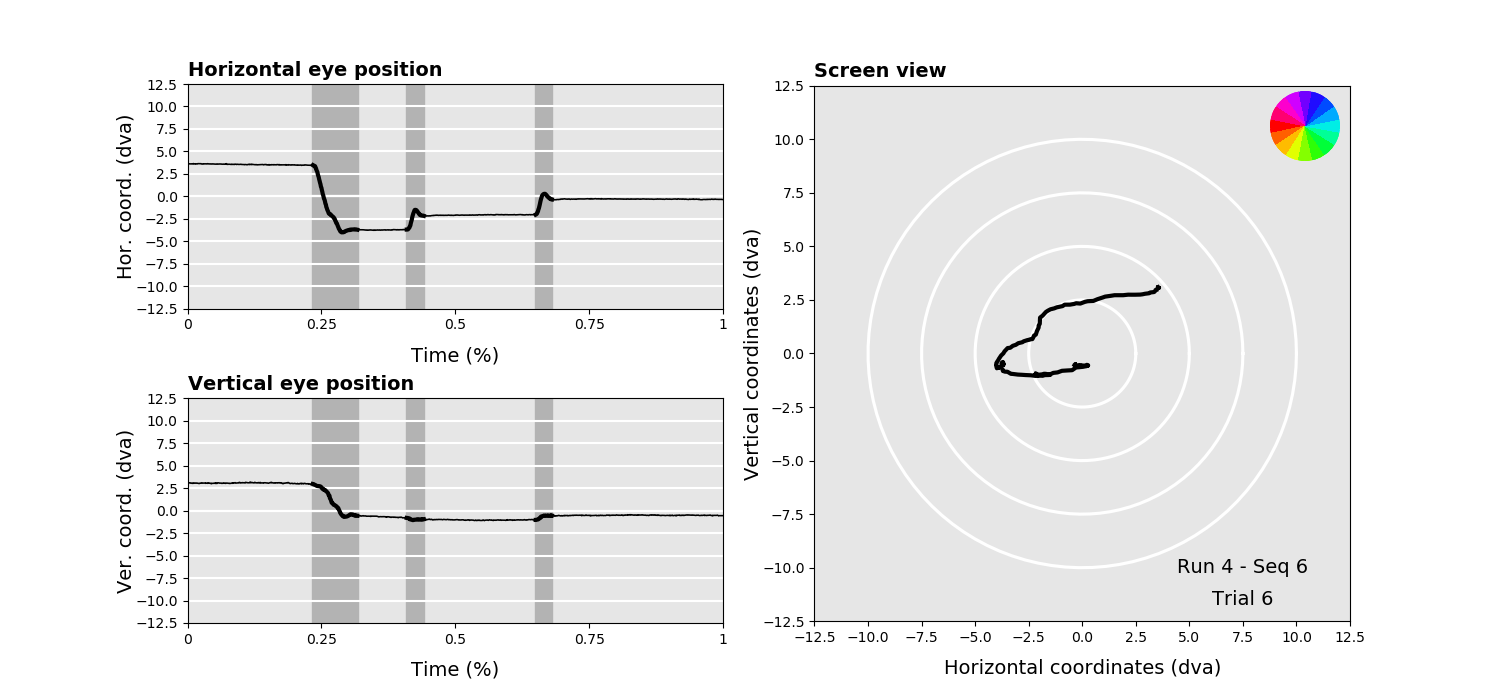 Horizontal eye position
Hor. coord. (dva)
12.5
10.0
7.5
5.0
2.5
0.0
−2.5
−5.0
−7.5
−10.0
−12.5
0 0.25 0.5 0.75 1
Time (%)
Vertical eye position
Ver. coord. (dva)
12.5
10.0
7.5
5.0
2.5
0.0
−2.5
−5.0
−7.5
−10.0
−12.5
0 0.25 0.5 0.75 1
Time (%)
Screen view
Vertical coordinates (dva)
12.5
10.0
7.5
5.0
2.5
0.0
−2.5
−5.0
−7.5
−10.0
−12.5
Run 4 - Seq 6
Trial 6
−12.5 −10.0 −7.5 −5.0 −2.5 0.0 2.5 5.0 7.5 10.0 12.5
Horizontal coordinates (dva)